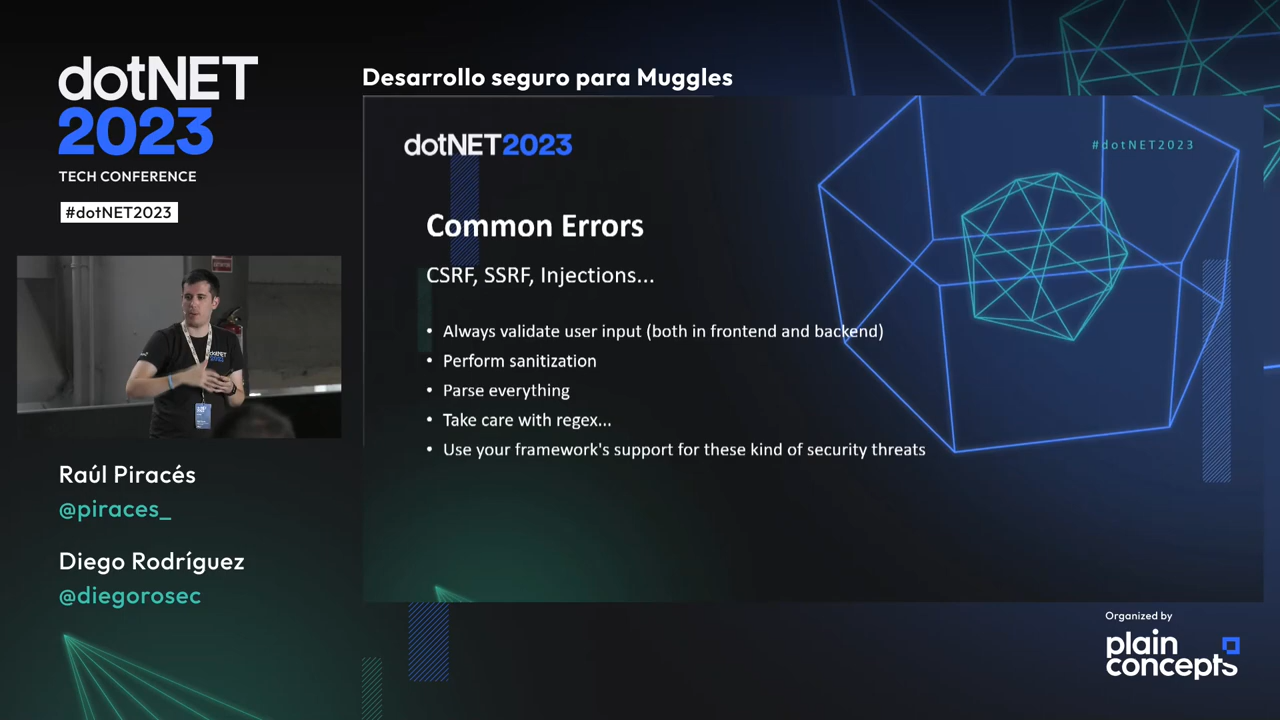 dotNET
2023
TECH CONFERENCE
#dotNET2023
Raúl Piracés
@piraces_
Diego Rodríguez
@diegorosec
Desarrollo seguro para Muggles
dotNET2023
#dotNET2023
Common Errors
CSRF, SSRF, Injections...
• Always validate user input (both in frontend and backend)
• Perform sanitization
• Parse everything
• Take care with regex...
• Use your framework's support for these kind of security threats
Organized by
plain
concepts